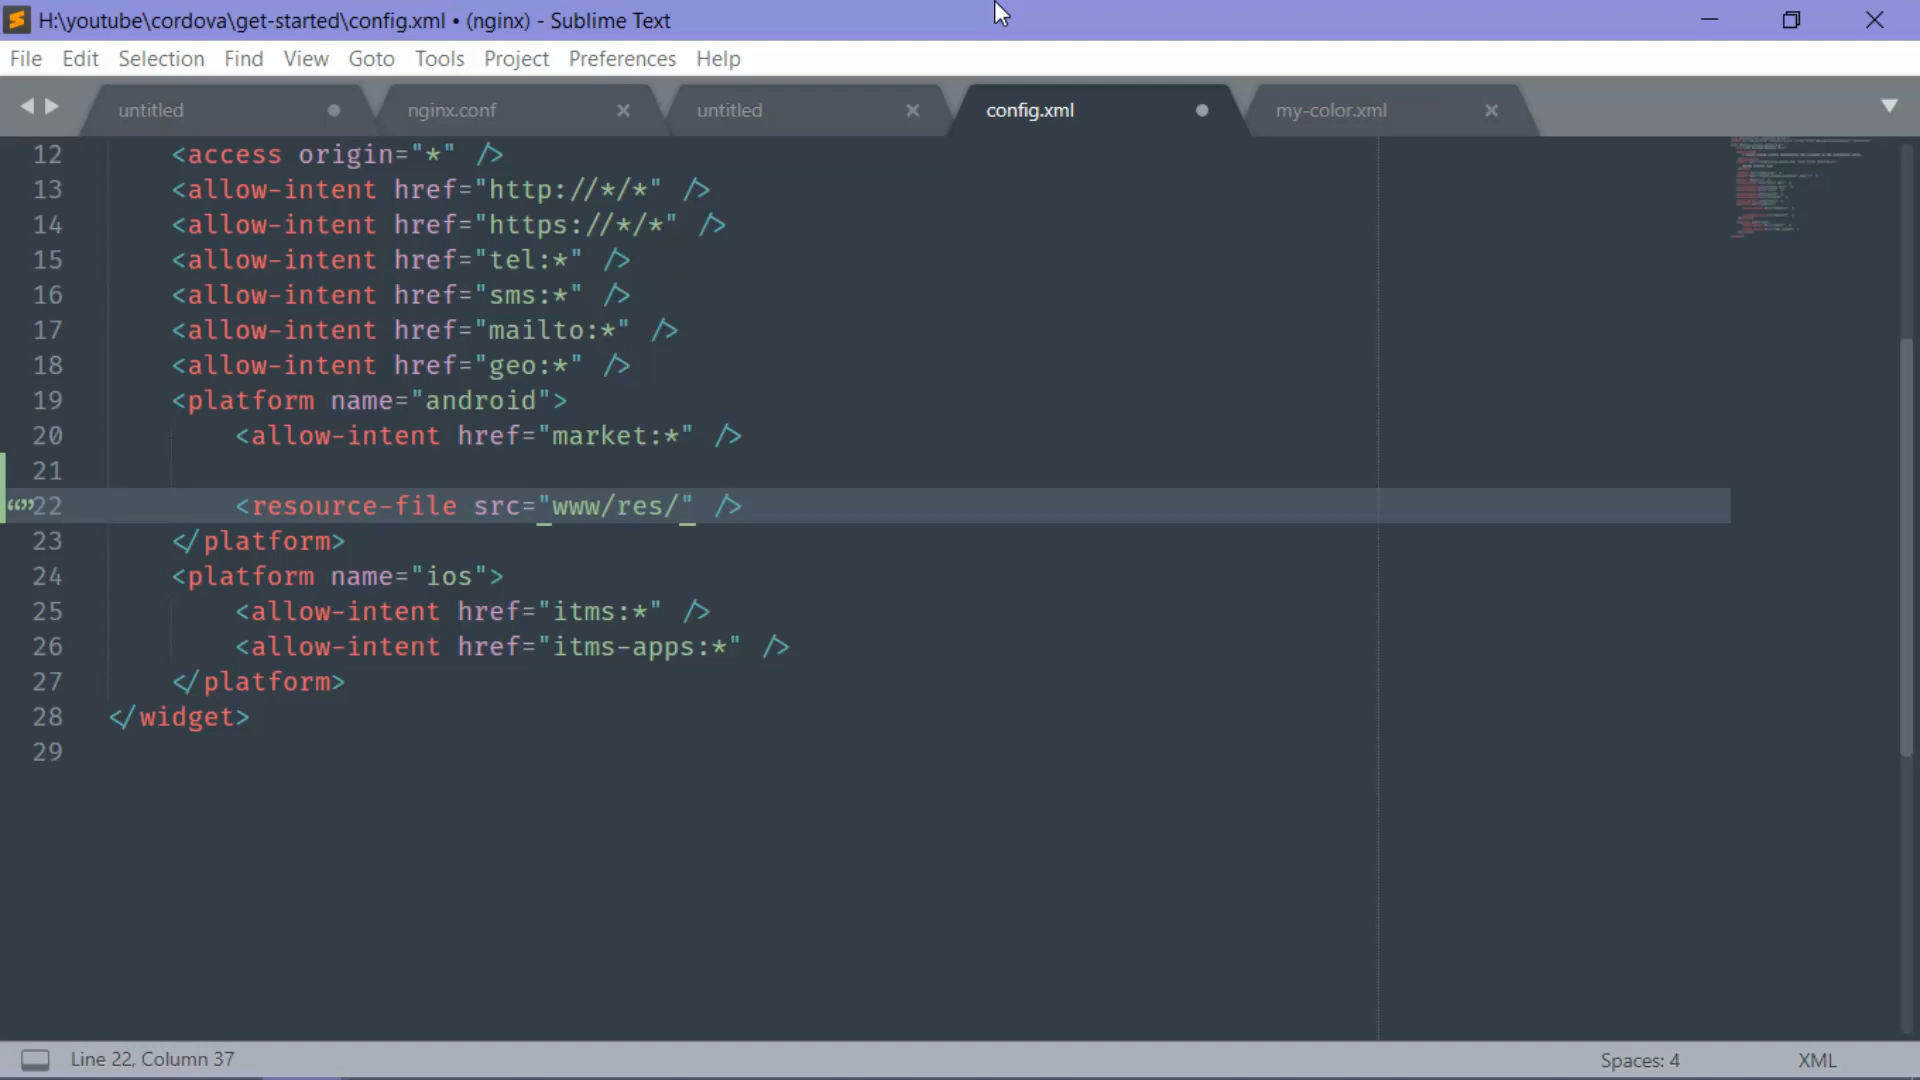 H:\youtube\cordova\get-started\config.xml • (nginx) - Sublime Text
File Edit Selection Find View Goto Tools Project Preferences Help
untitled nginx.conf untitled config.xml my-color.xml
12 <access origin="*" />
13 <allow-intent href="http://*/*" />
14 <allow-intent href="https://*/*" />
15 <allow-intent href="tel:*" />
16 <allow-intent href="sms:*" />
17 <allow-intent href="mailto:*" />
18 <allow-intent href="geo:*" />
19 <platform name="android">
20 <allow-intent href="market:*" />
21
22 <resource-file src="www/res/" />
23 </platform>
24 <platform name="ios">
25 <allow-intent href="itms:*" />
26 <allow-intent href="itms-apps:*" />
27 </platform>
28 </widget>
29
Line 22, Column 37 Spaces: 4 XML